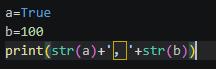 a=True
b=100
print(str(a)+'，'+str(b))